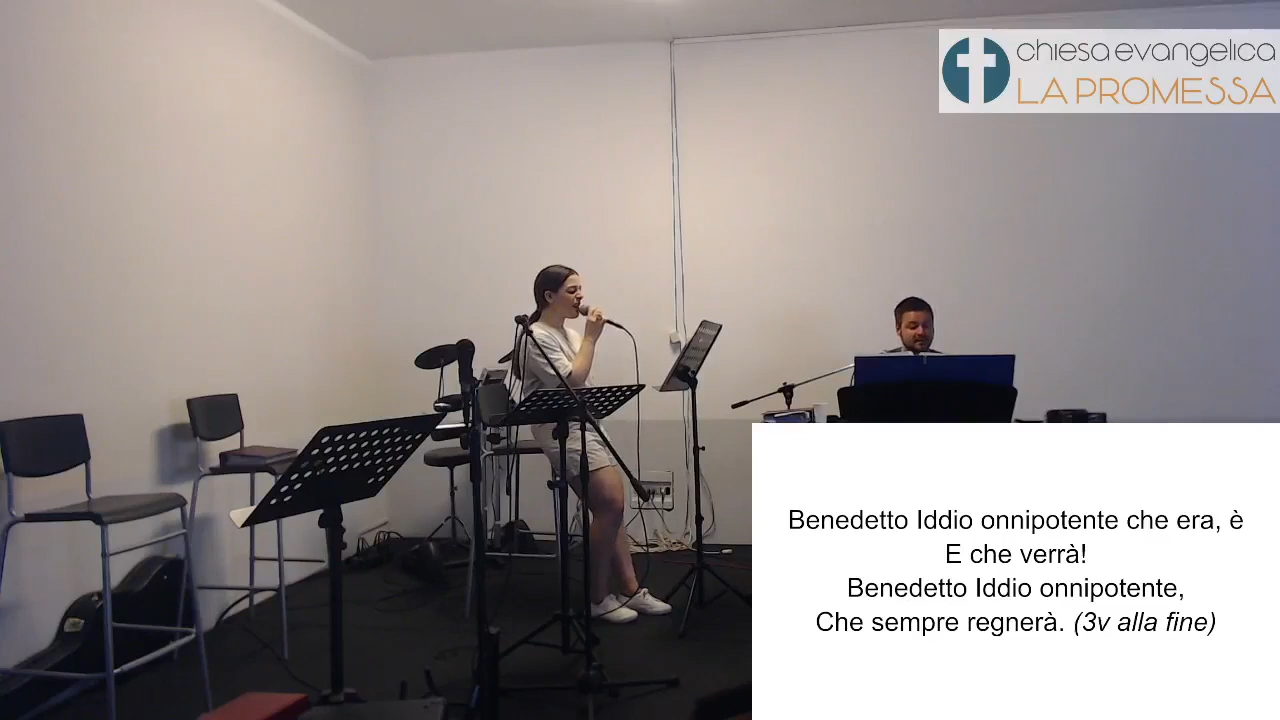 chiesa evangelica
LA PROMESSA
Benedetto Iddio onnipotente che era, è
E che verrà!
Benedetto Iddio onnipotente,
Che sempre regnerà. (3v alla fine)